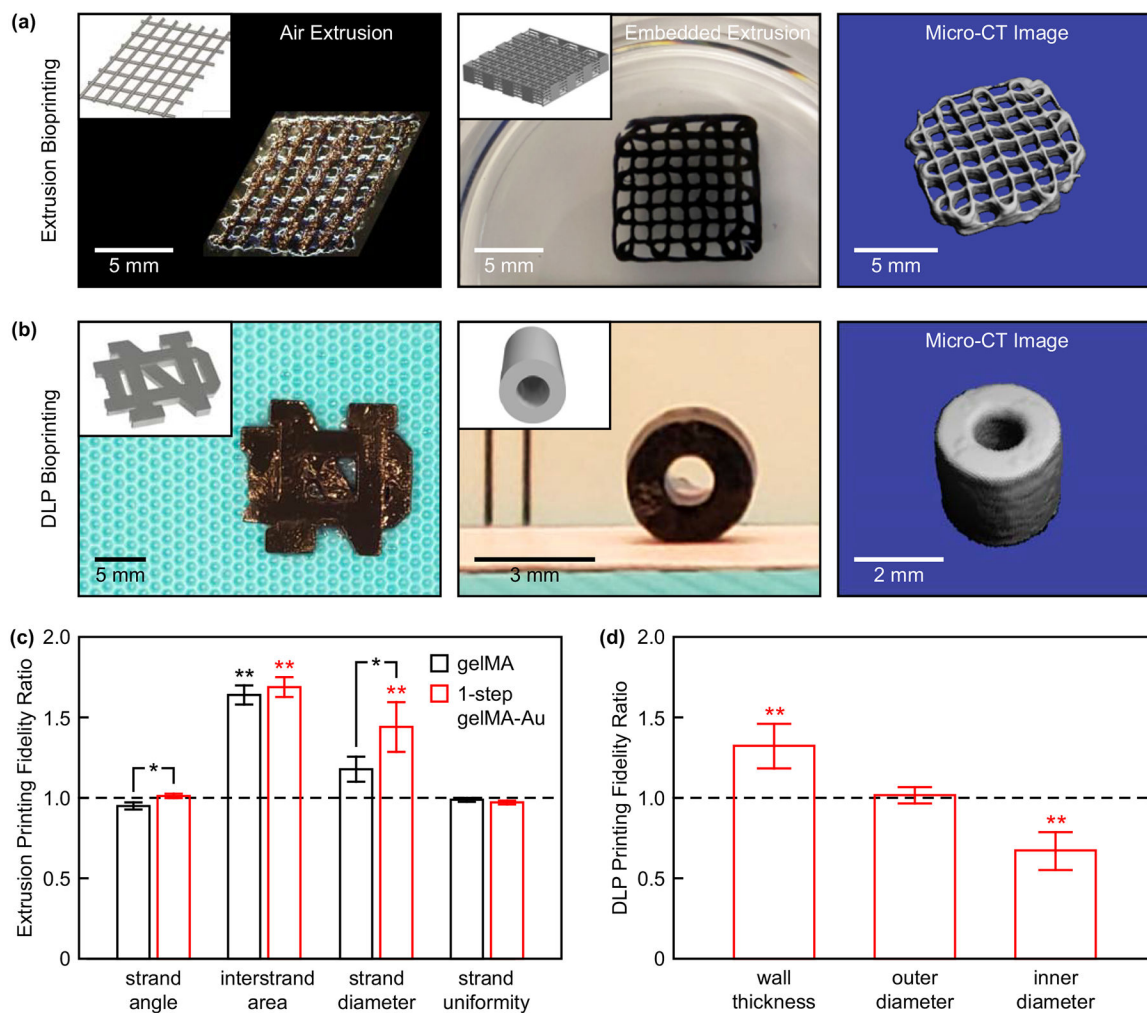 (a)
Extrusion Bioprinting
Air Extrusion
5 mm
Embedded Extrusion
5 mm
Micro-CT Image
5 mm
(b)
DLP Bioprinting
5 mm
3 mm
Micro-CT Image
2 mm
(c)
Extrusion Printing Fidelity Ratio
2.0
1.5
1.0
0.5
0
*
**
**
*
**
gelMA
1-step
gelMA-Au
strand
angle
interstrand
area
strand
diameter
strand
uniformity
(d)
DLP Printing Fidelity Ratio
2.0
1.5
1.0
0.5
0
**
**
wall
thickness
outer
diameter
inner
diameter